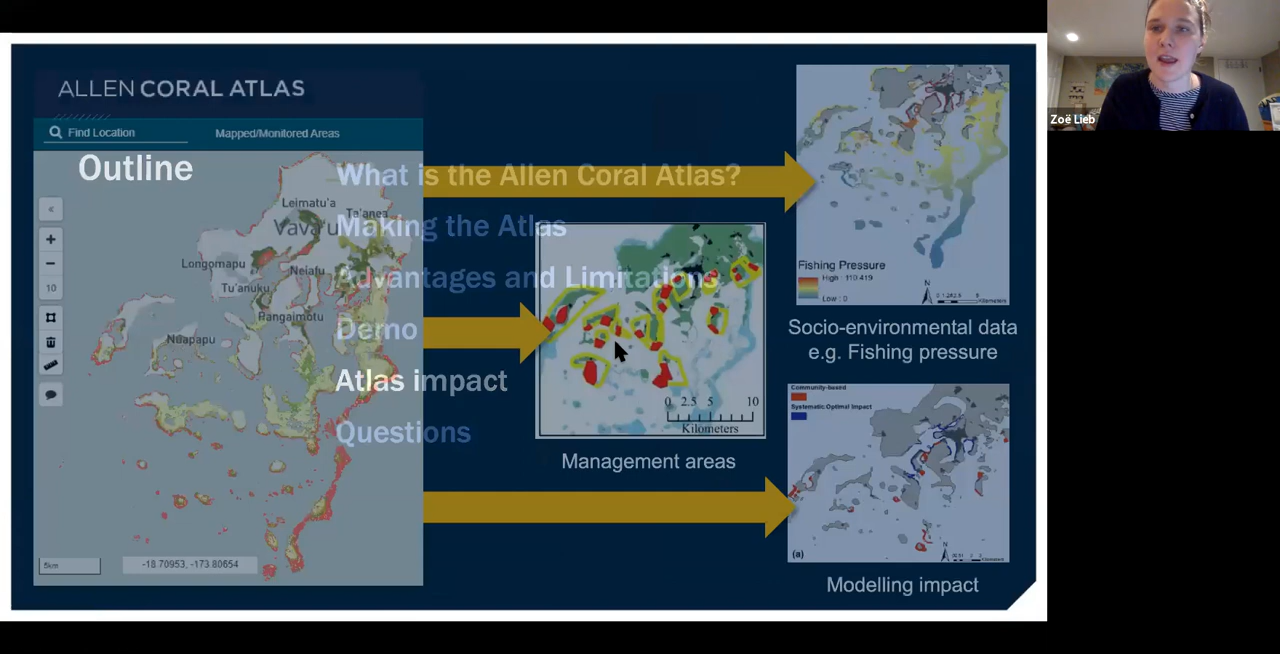 ALLEN CORAL ATLAS
Find Location
Mapped/Monitored Areas
Outline
What is the Allen Coral Atlas?
Making the Atlas
Advantages and Limitations
Demo
Atlas impact
Questions
Leimatu'a
Ta'anea
Vava'u
Longomapu
Neiafu
Tu'anuku
Pangaimotu
Nuapapu
10
5km
-18.70953, -173.80654
0 2.5 5 10
Kilometers
Management areas
Fishing Pressure
High : 110.419
Low : 0
N
Kilometers
Socio-environmental data
e.g. Fishing pressure
Community-based
Systematic Optimal Impact
(a)
N
Kilometers
Modelling impact
Zoë Lieb